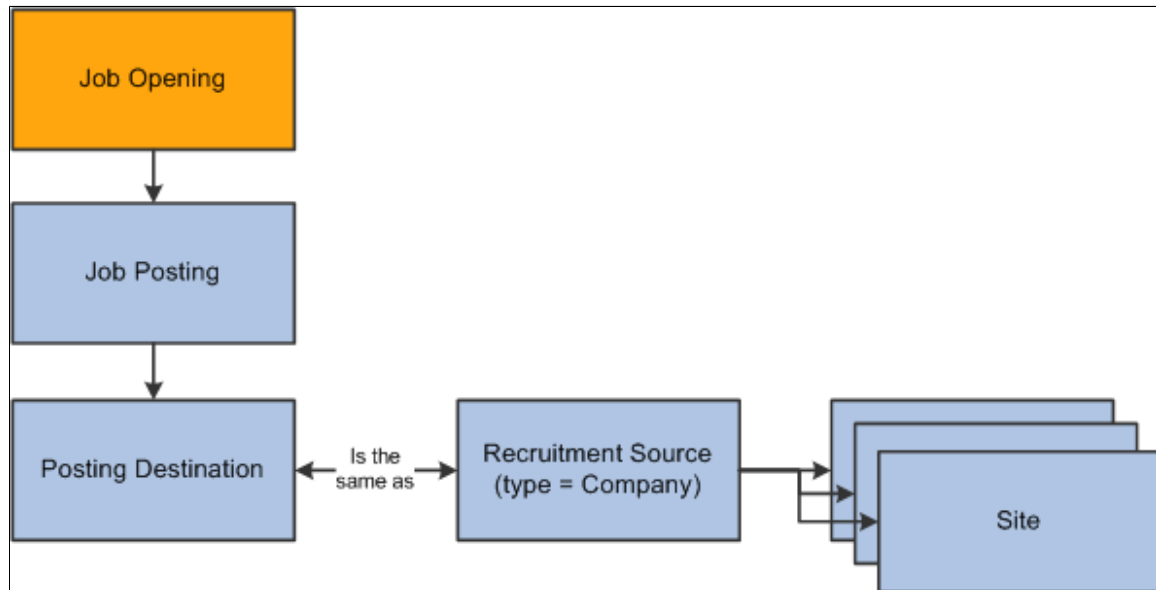 Job Opening
Job Posting
Posting Destination
Is the
same as
Recruitment Source
(type = Company)
Site